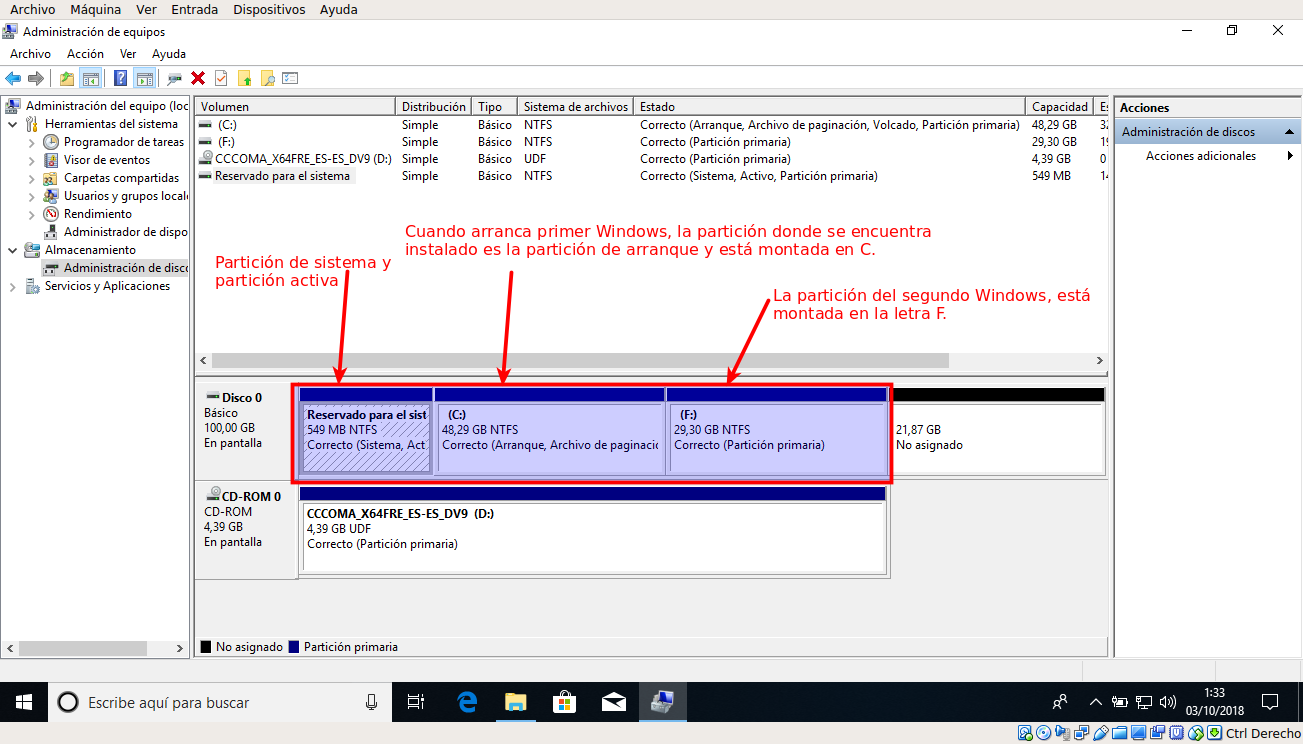 Archivo Máquina Ver Entrada Dispositivos Ayuda
Administración de equipos
Archivo Acción Ver Ayuda
Administración del equipo (loc
Herramientas del sistema
Programador de tareas
Visor de eventos
Carpetas compartidas
Usuarios y grupos locale
Rendimiento
Administrador de dispo
Almacenamiento
Administración de disco
Servicios y Aplicaciones
Volumen Distribución Tipo Sistema de archivos Estado Capacidad Es
(C:) Simple Básico NTFS Correcto (Arranque, Archivo de paginación, Volcado, Partición primaria) 48,29 GB 32
(F:) Simple Básico NTFS Correcto (Partición primaria) 29,30 GB 19
CCCOMA_X64FRE_ES-ES_DV9 (D:) Simple Básico UDF Correcto (Partición primaria) 4,39 GB 0
Reservado para el sistema Simple Básico NTFS Correcto (Sistema, Activo, Partición primaria) 549 MB 14
Cuando arranca primer Windows, la partición donde se encuentra
instalado es la partición de arranque y está montada en C.
Partición de sistema y
partición activa
La partición del segundo Windows, está
montada en la letra F.
Disco 0
Básico
100,00 GB
En pantalla
Reservado para el sist
549 MB NTFS
Correcto (Sistema, Act
(C:)
48,29 GB NTFS
Correcto (Arranque, Archivo de paginació
(F:)
29,30 GB NTFS
Correcto (Partición primaria)
21,87 GB
No asignado
CD-ROM 0
CD-ROM
4,39 GB
En pantalla
CCCOMA_X64FRE_ES-ES_DV9 (D:)
4,39 GB UDF
Correcto (Partición primaria)
No asignado Partición primaria
Acciones
Administración de discos
Acciones adicionales
Escribe aquí para buscar
1:33
03/10/2018
Ctrl Derecho